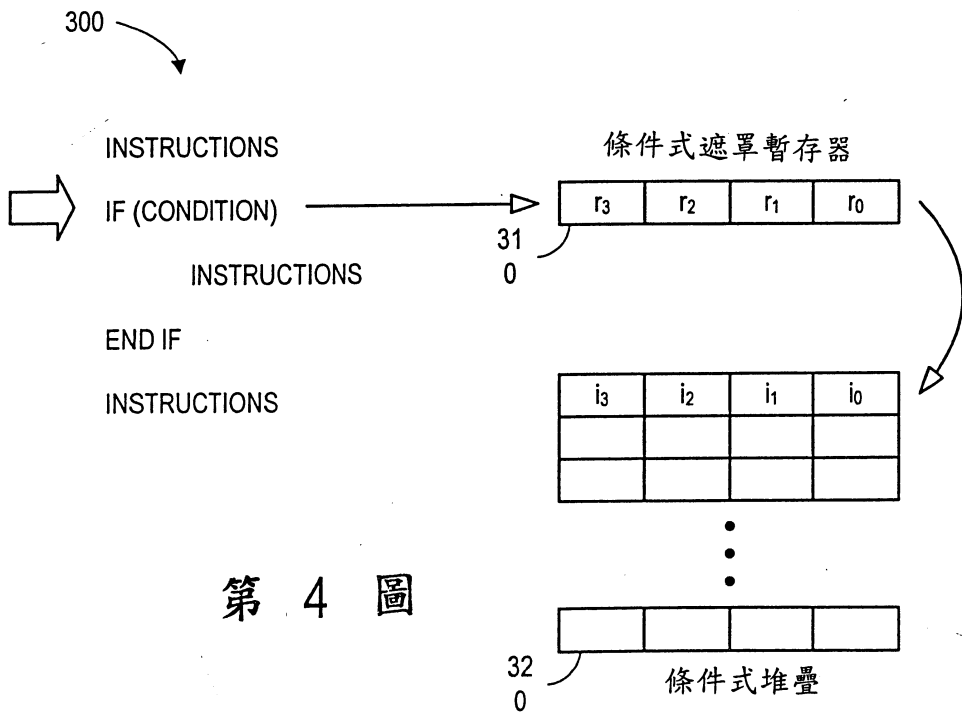 300
INSTRUCTIONS
IF (CONDITION)
INSTRUCTIONS
END IF
INSTRUCTIONS
條件式遮罩暫存器
r3 r2 r1 r0
31
0
i3 i2 i1 i0
32
0
條件式堆疊
第 4 圖